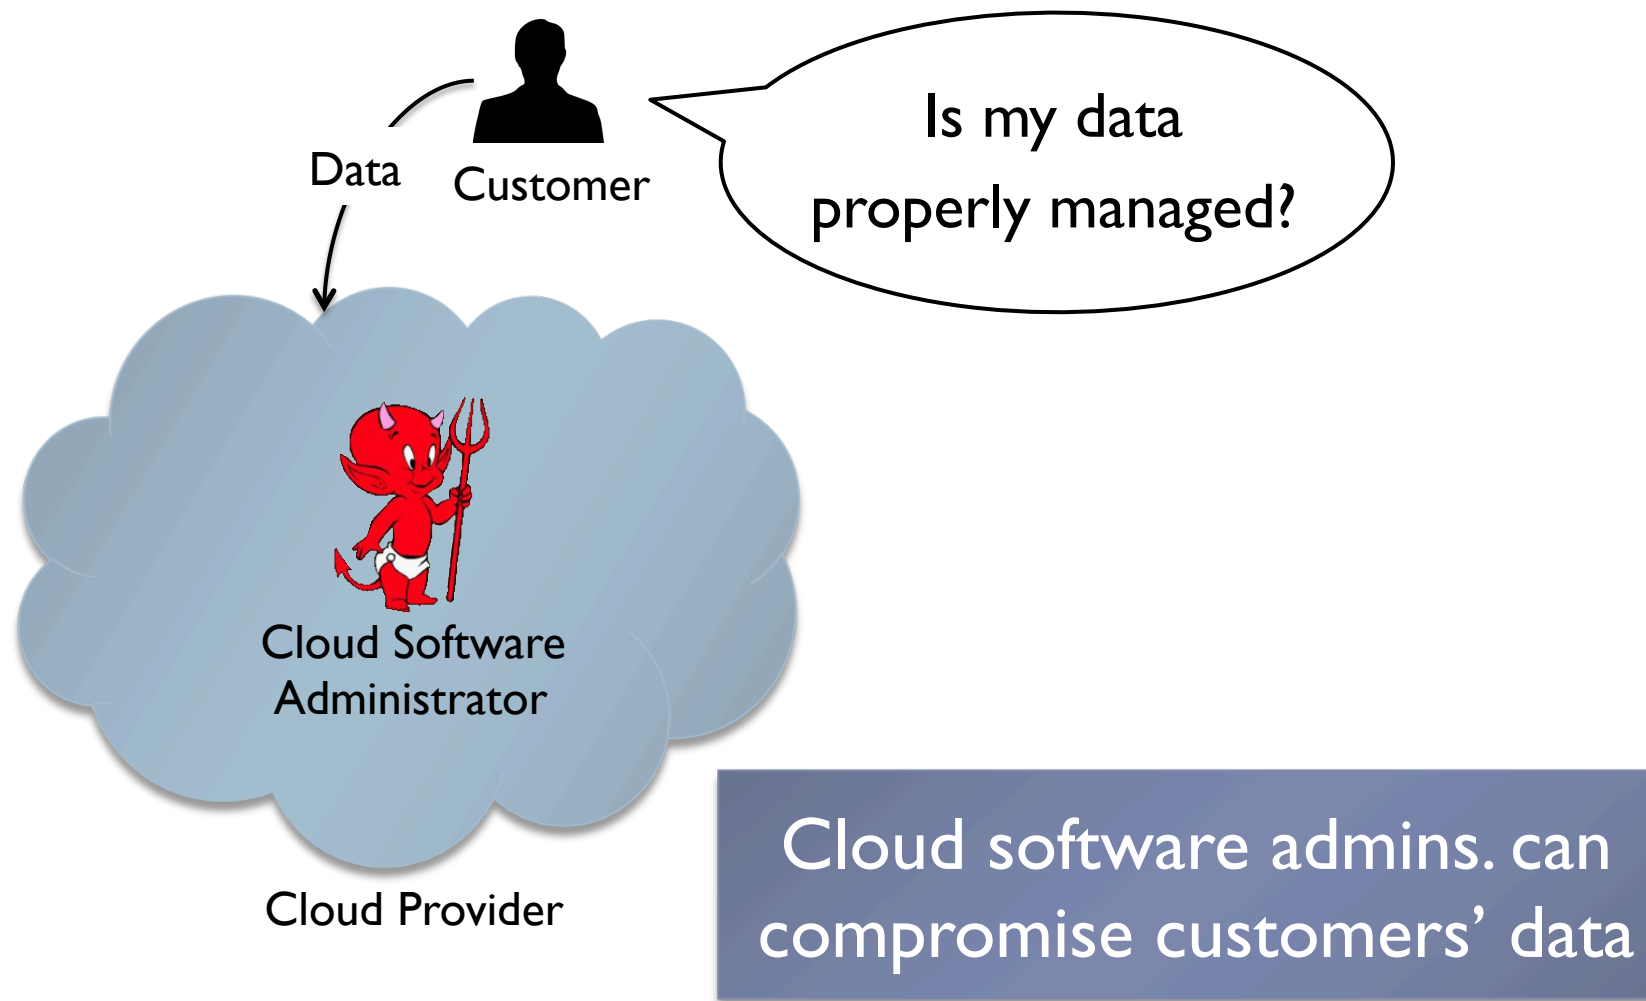 Is my data
properly managed?
Data
Customer
Cloud Software
Administrator
Cloud Provider
Cloud software admins. can
compromise customers’ data